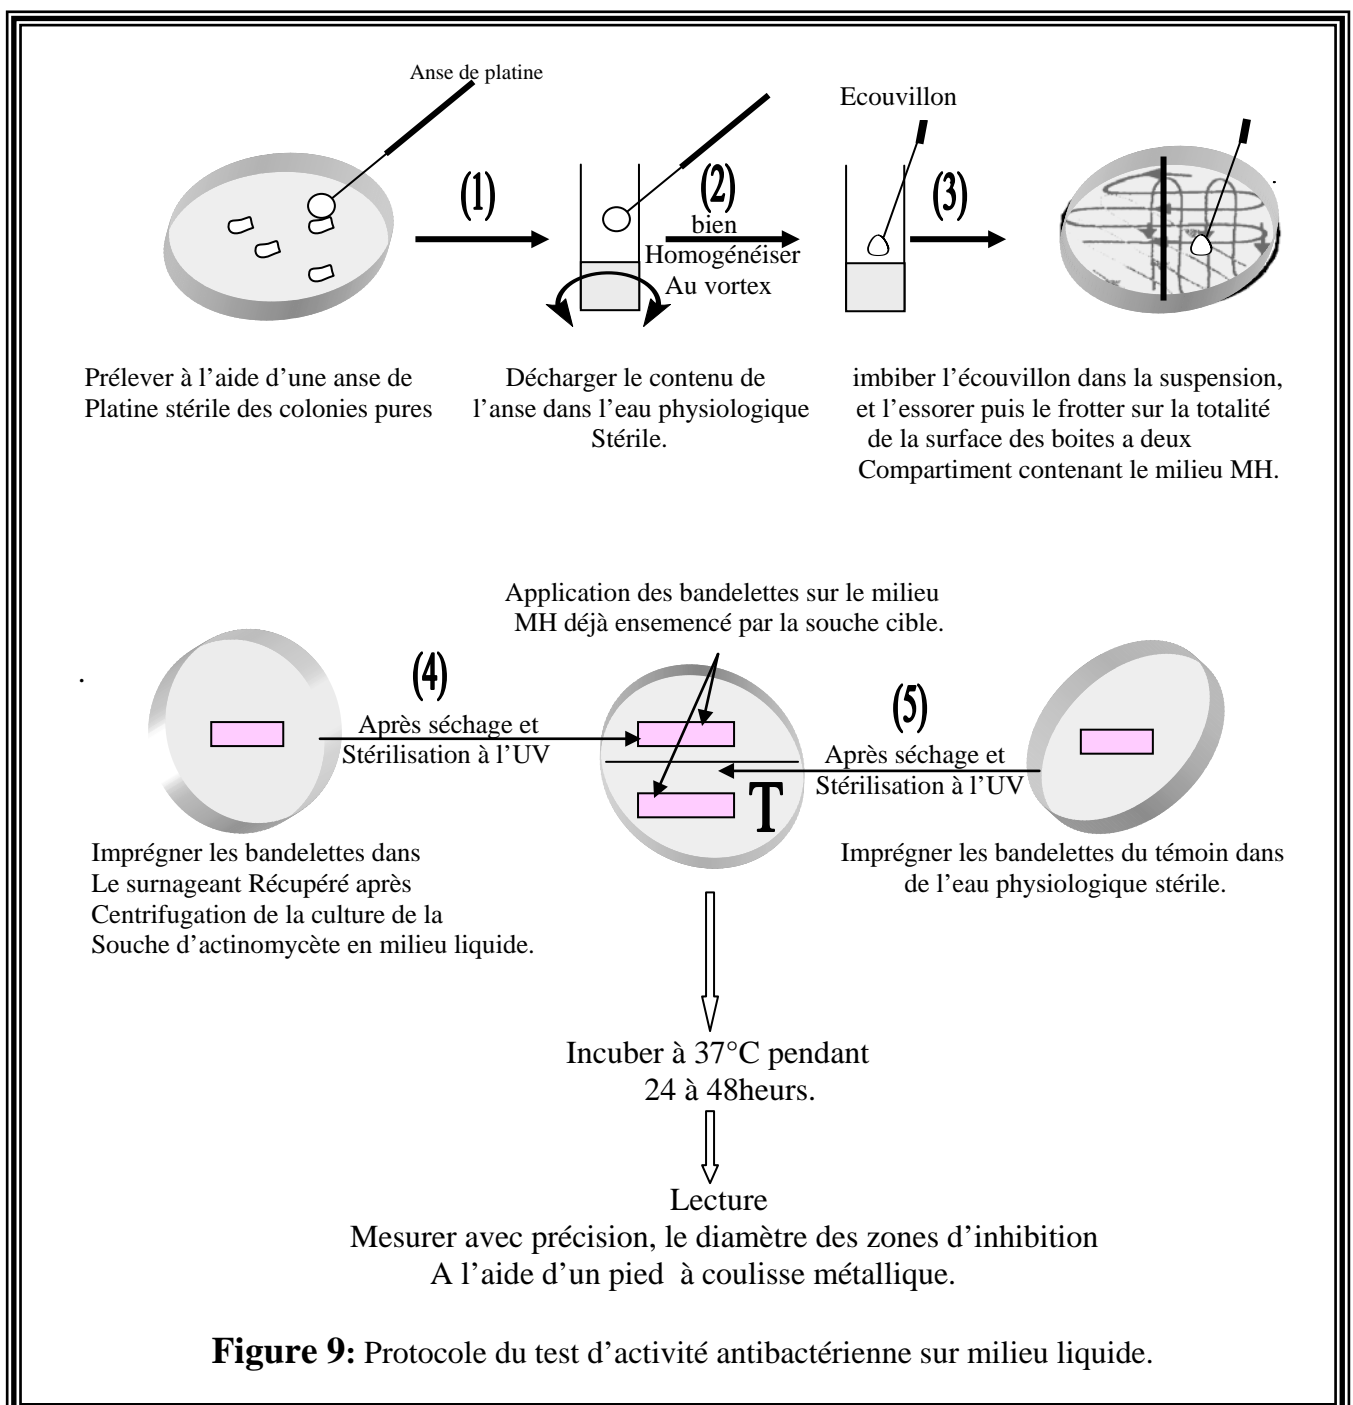 Anse de platine
Ecouvillon
(1)
(2)
(3)
bien
Homogénéiser
Au vortex
Prélever à l'aide d'une anse de
Platine stérile des colonies pures
Décharger le contenu de
l'anse dans l'eau physiologique
Stérile.
imbiber l'écouvillon dans la suspension,
et l'essorer puis le frotter sur la totalité
de la surface des boites a deux
Compartiment contenant le milieu MH.
Application des bandelettes sur le milieu
MH déjà ensemencé par la souche cible.
(4)
Après séchage et
Stérilisation à l'UV
(5)
Après séchage et
Stérilisation à l'UV
T
Imprégner les bandelettes dans
Le surnageant Récupéré après
Centrifugation de la culture de la
Souche d'actinomycète en milieu liquide.
Imprégner les bandelettes du témoin dans
de l'eau physiologique stérile.
Incuber à 37°C pendant
24 à 48heurs.
Lecture
Mesurer avec précision, le diamètre des zones d'inhibition
A l'aide d'un pied à coulisse métallique.
Figure 9: Protocole du test d'activité antibactérienne sur milieu liquide.